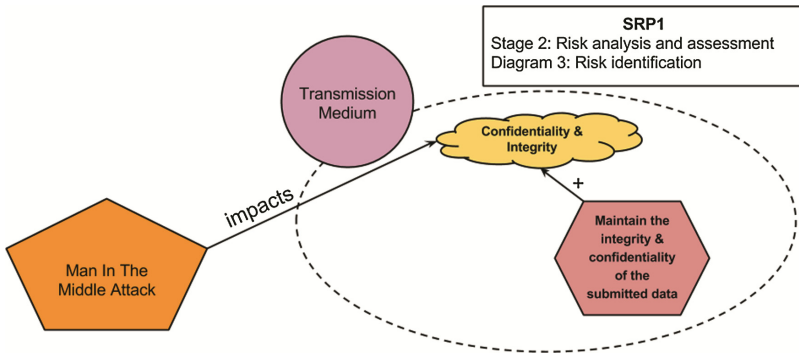 SRP1
Stage 2: Risk analysis and assessment
Diagram 3: Risk identification
Transmission
Medium
Confidentiality &
Integrity
impacts
+
Maintain the
integrity &
confidentiality
of the
submitted data
Man In The
Middle Attack